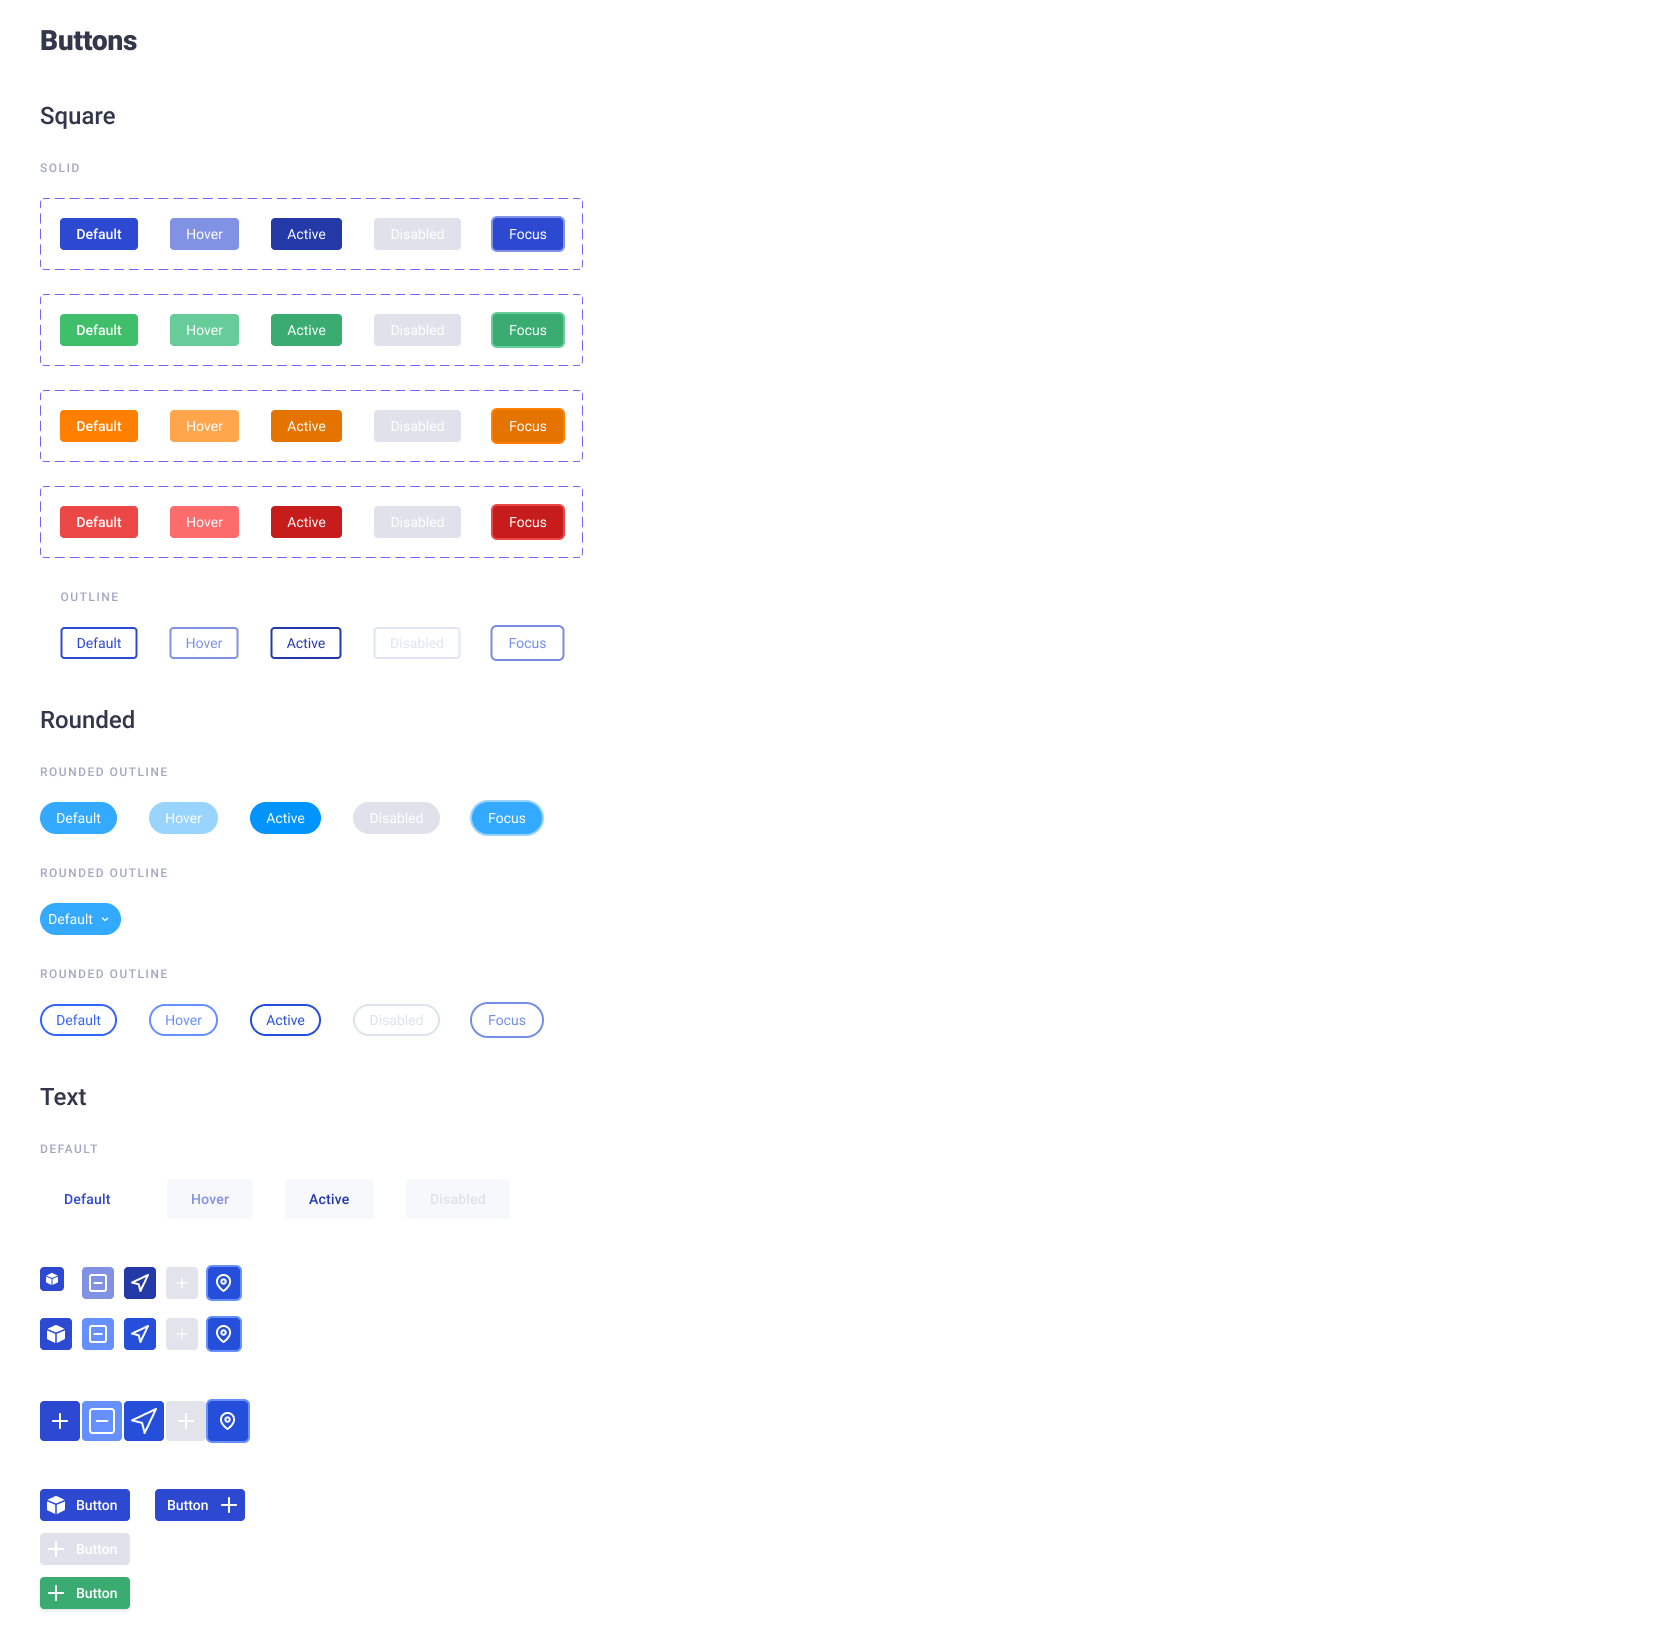 Buttons
Square
SOLID
Default Hover Active Disabled Focus
Default Hover Active Disabled Focus
Default Hover Active Disabled Focus
Default Hover Active Disabled Focus
OUTLINE
Default Hover Active Disabled Focus
Rounded
ROUNDED OUTLINE
Default Hover Active Disabled Focus
ROUNDED OUTLINE
Default
ROUNDED OUTLINE
Default Hover Active Disabled Focus
Text
DEFAULT
Default Hover Active Disabled
Button Button
Button
Button